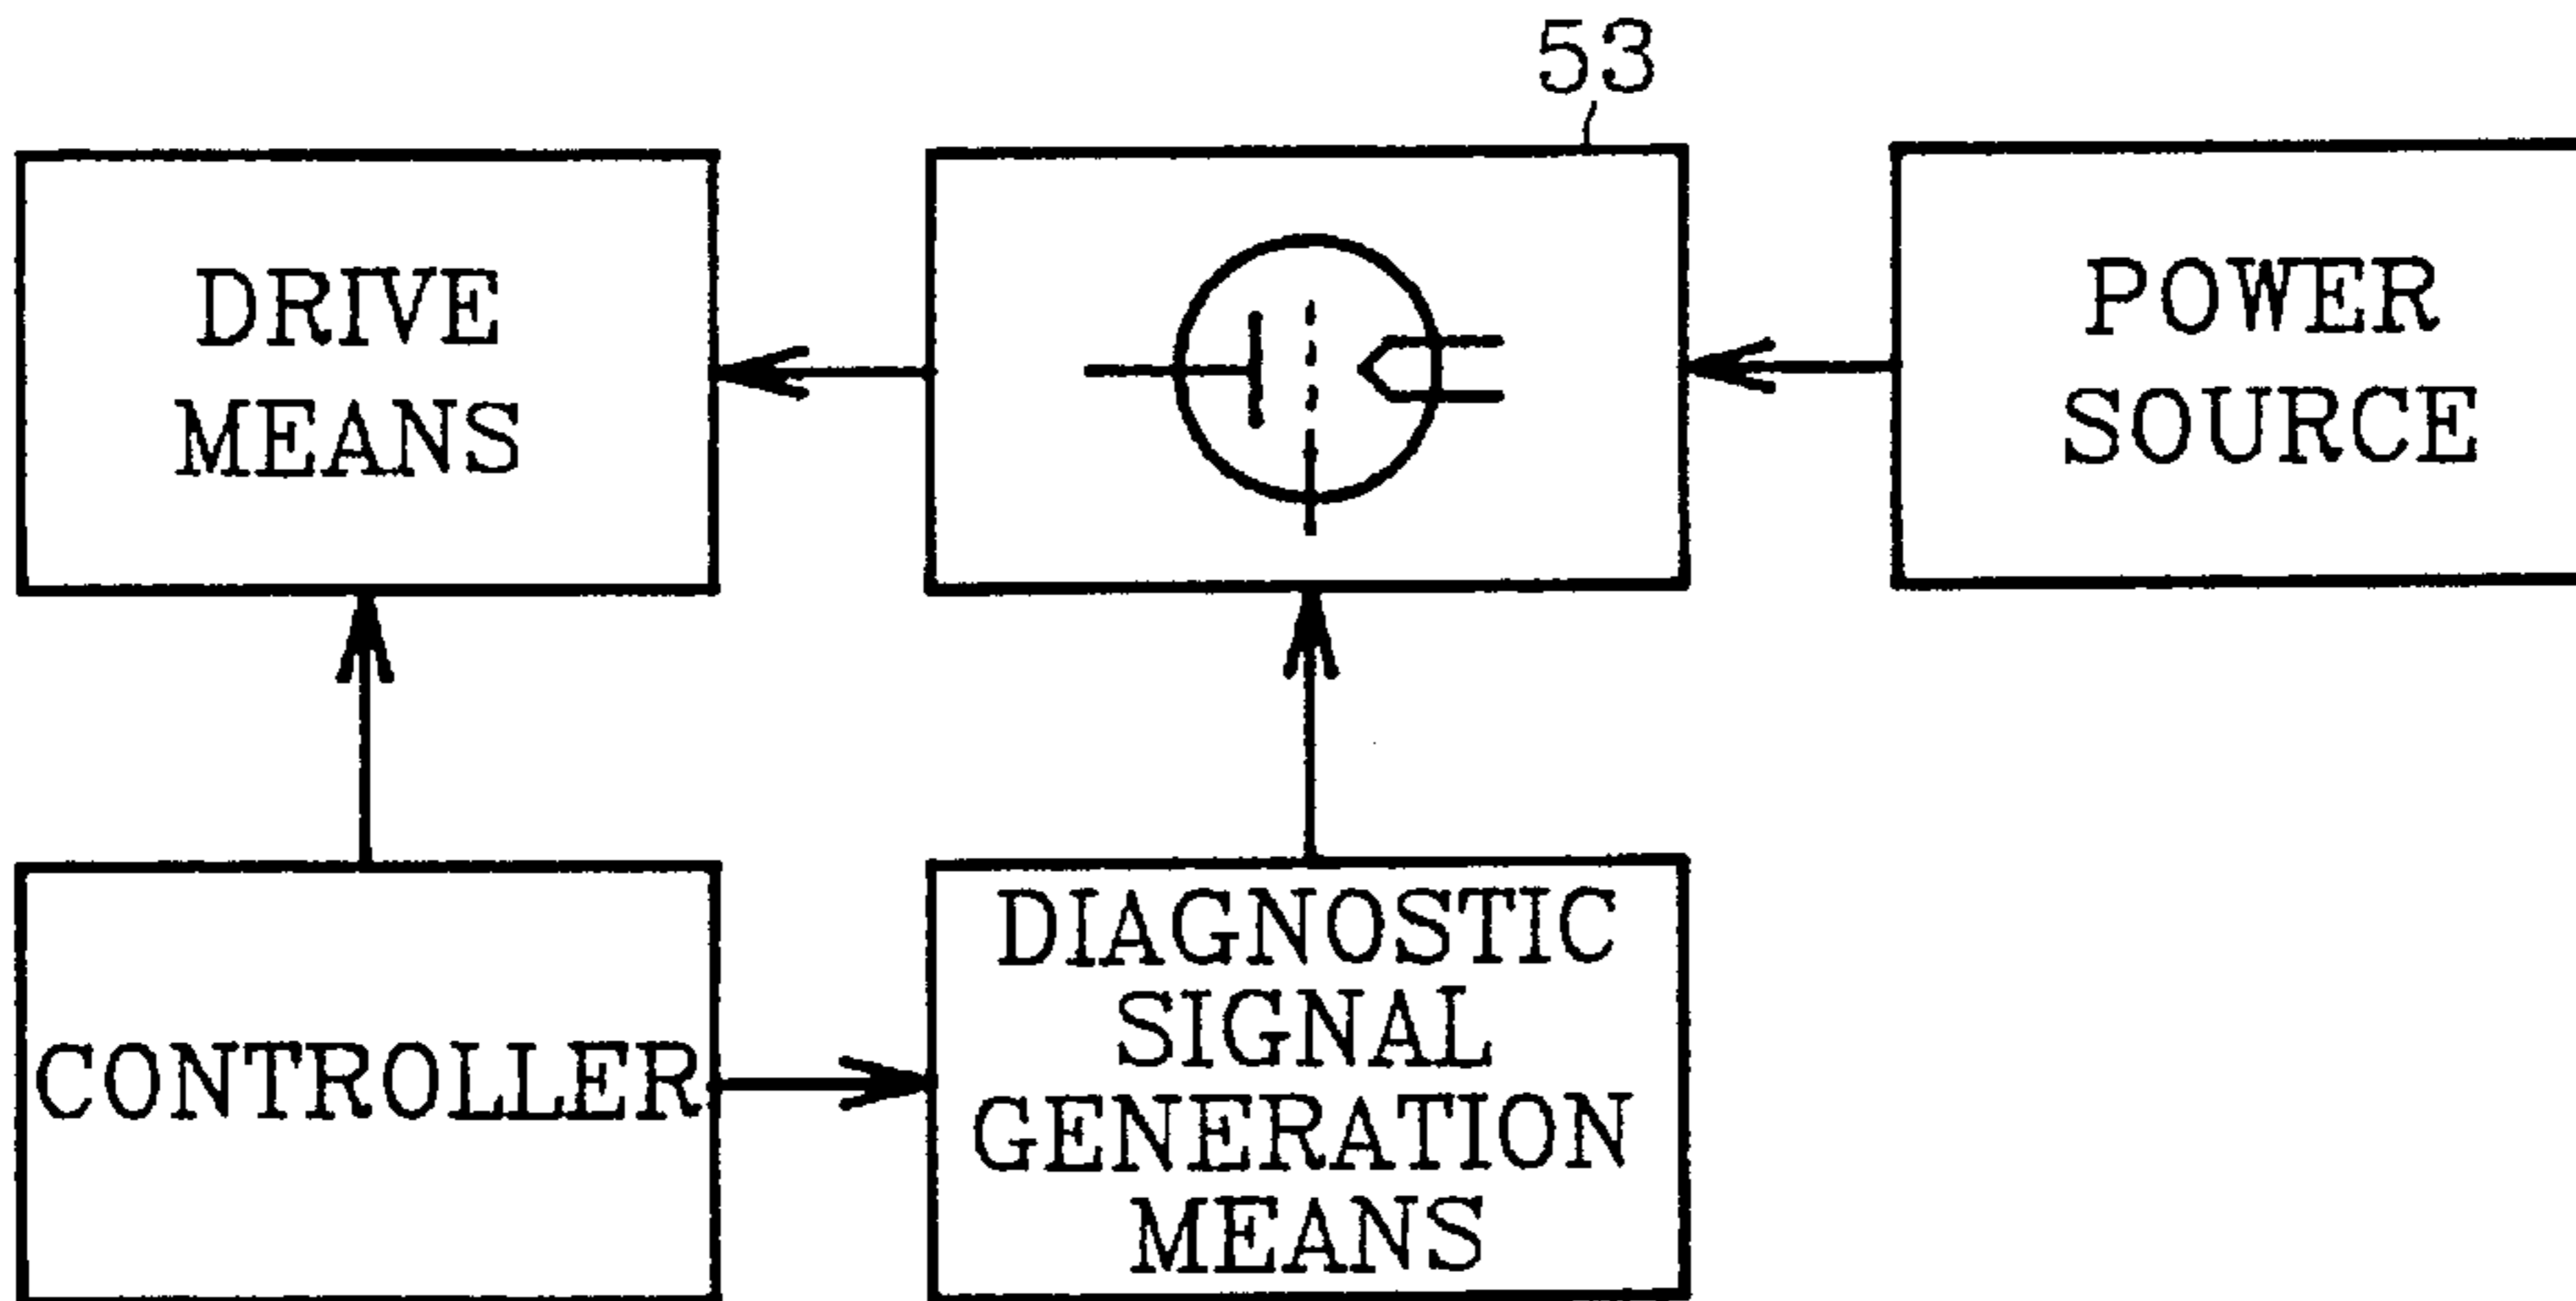 53
DRIVE
MEANS
POWER
SOURCE
CONTROLLER
DIAGNOSTIC
SIGNAL
GENERATION
MEANS